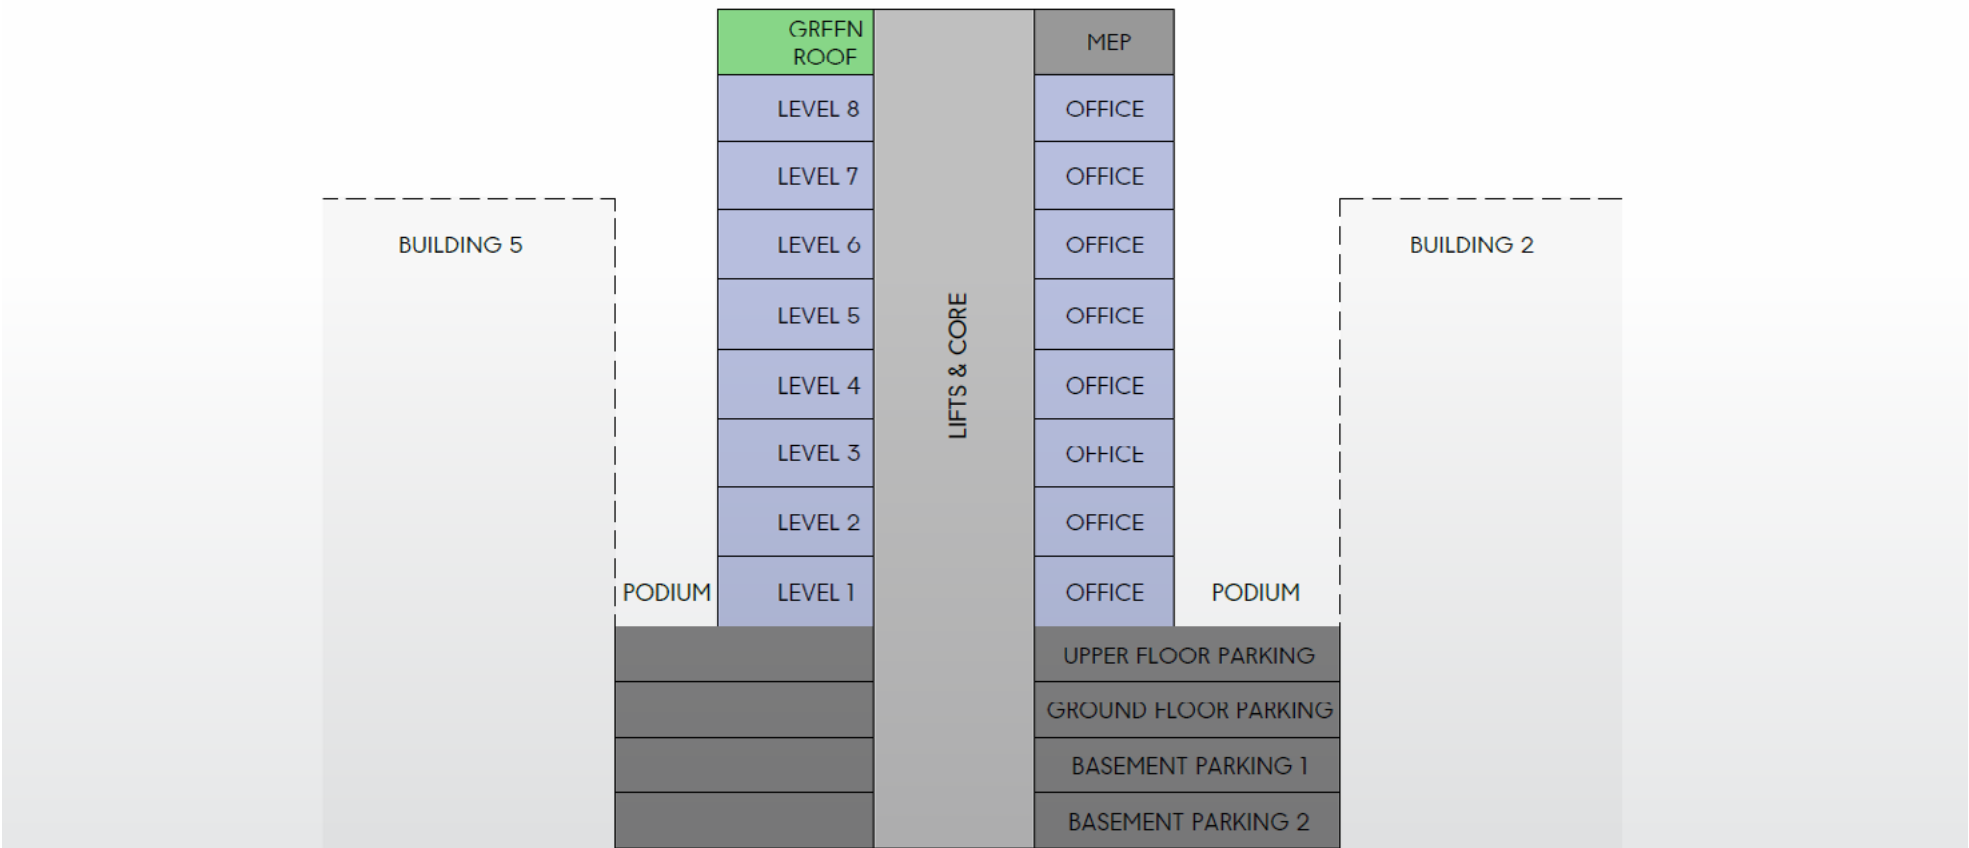 GREEN
ROOF
MEP
LEVEL 8
OFFICE
LEVEL 7
OFFICE
BUILDING 5
LEVEL 6
OFFICE
BUILDING 2
LEVEL 5
OFFICE
LIFTS & CORE
LEVEL 4
OFFICE
LEVEL 3
OFFICE
LEVEL 2
OFFICE
PODIUM
LEVEL 1
OFFICE
PODIUM
UPPER FLOOR PARKING
GROUND FLOOR PARKING
BASEMENT PARKING 1
BASEMENT PARKING 2